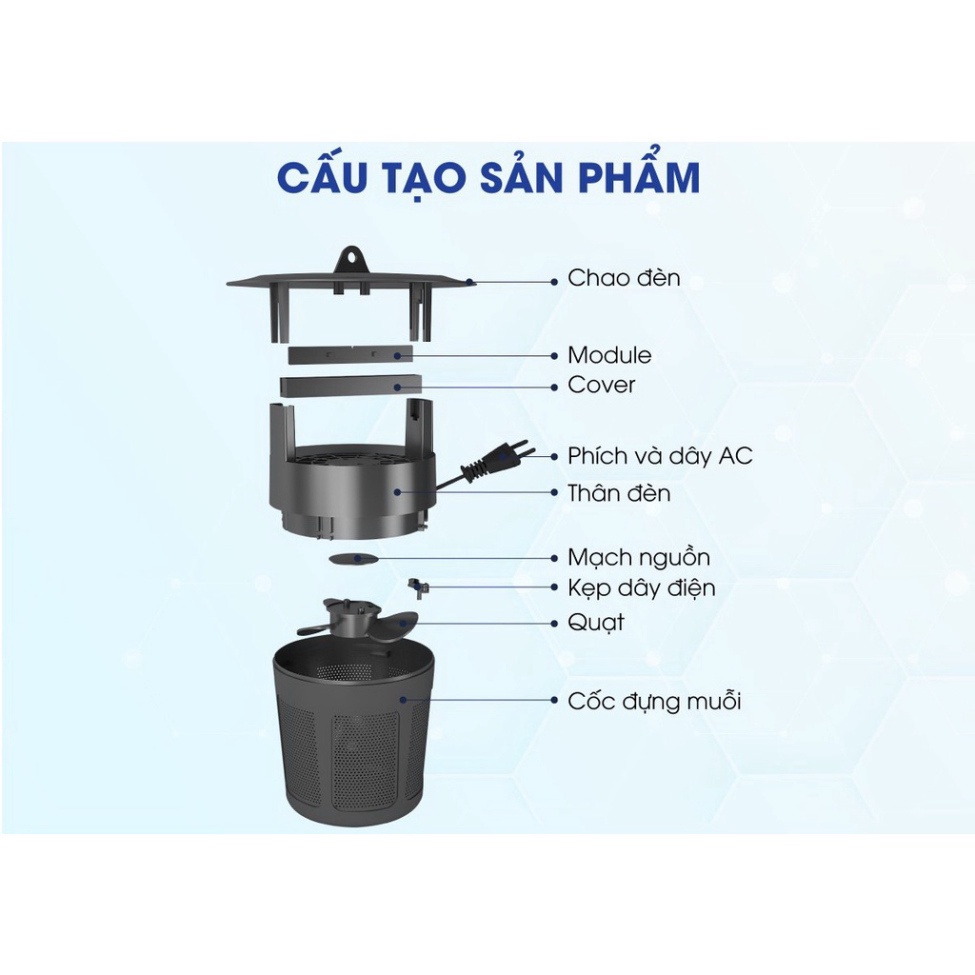 CẤU TẠO SẢN PHẨM
Chao đèn
Module
Cover
Phích và dây AC
Thân đèn
Mạch nguồn
Kẹp dây điện
Quạt
Cốc đựng muỗi